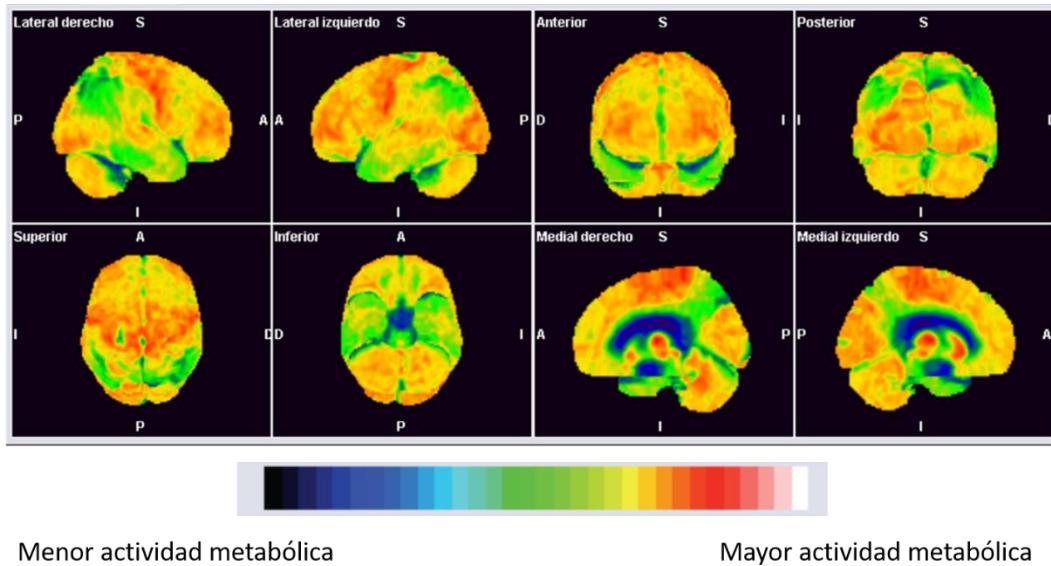 Lateral derecho S
P A
I
Lateral izquierdo S
A P
I
Anterior S
D I
I
Posterior S
I
I
Superior A
I D
P
Inferior A
D I
P
Medial derecho S
A P
I
Medial izquierdo S
P A
I
Menor actividad metabólica
Mayor actividad metabólica